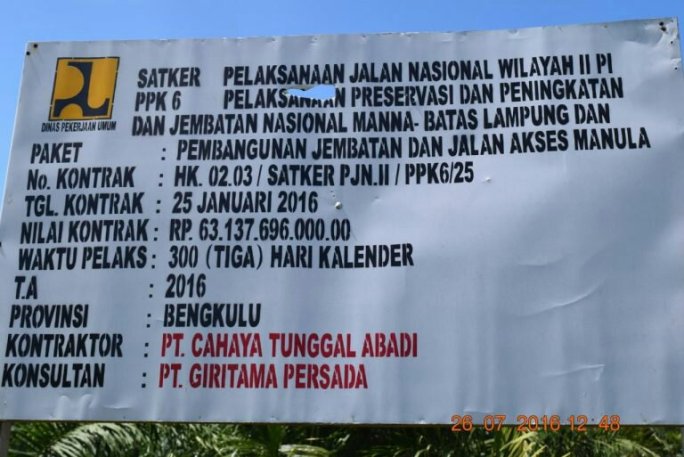 SATKER PELAKSANAAN JALAN NASIONAL WILAYAH II PI
PPK 6 PELAKSANAAN PRESERVASI DAN PENINGKATAN
DINAS PEKERJAAN UMUM
DAN JEMBATAN NASIONAL MANNA- BATAS LAMPUNG DAN
PAKET : PEMBANGUNAN JEMBATAN DAN JALAN AKSES MANULA
No. KONTRAK : HK. 02.03 / SATKER PJN.II / PPK6/25
TGL. KONTRAK : 25 JANUARI 2016
NILAI KONTRAK : RP. 63.137.696.000.00
WAKTU PELAKS : 300 (TIGA) HARI KALENDER
T.A : 2016
PROVINSI : BENGKULU
KONTRAKTOR : PT. CAHAYA TUNGGAL ABADI
KONSULTAN : PT. GIRITAMA PERSADA
26 07 2016 12 48